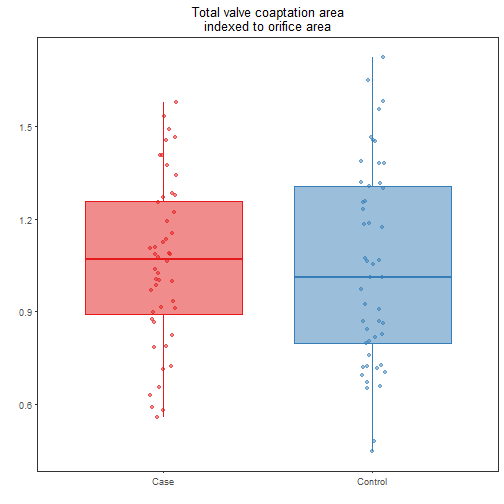 Total valve coaptation area
indexed to orifice area
1.5
1.2
0.9
0.6
Case Control